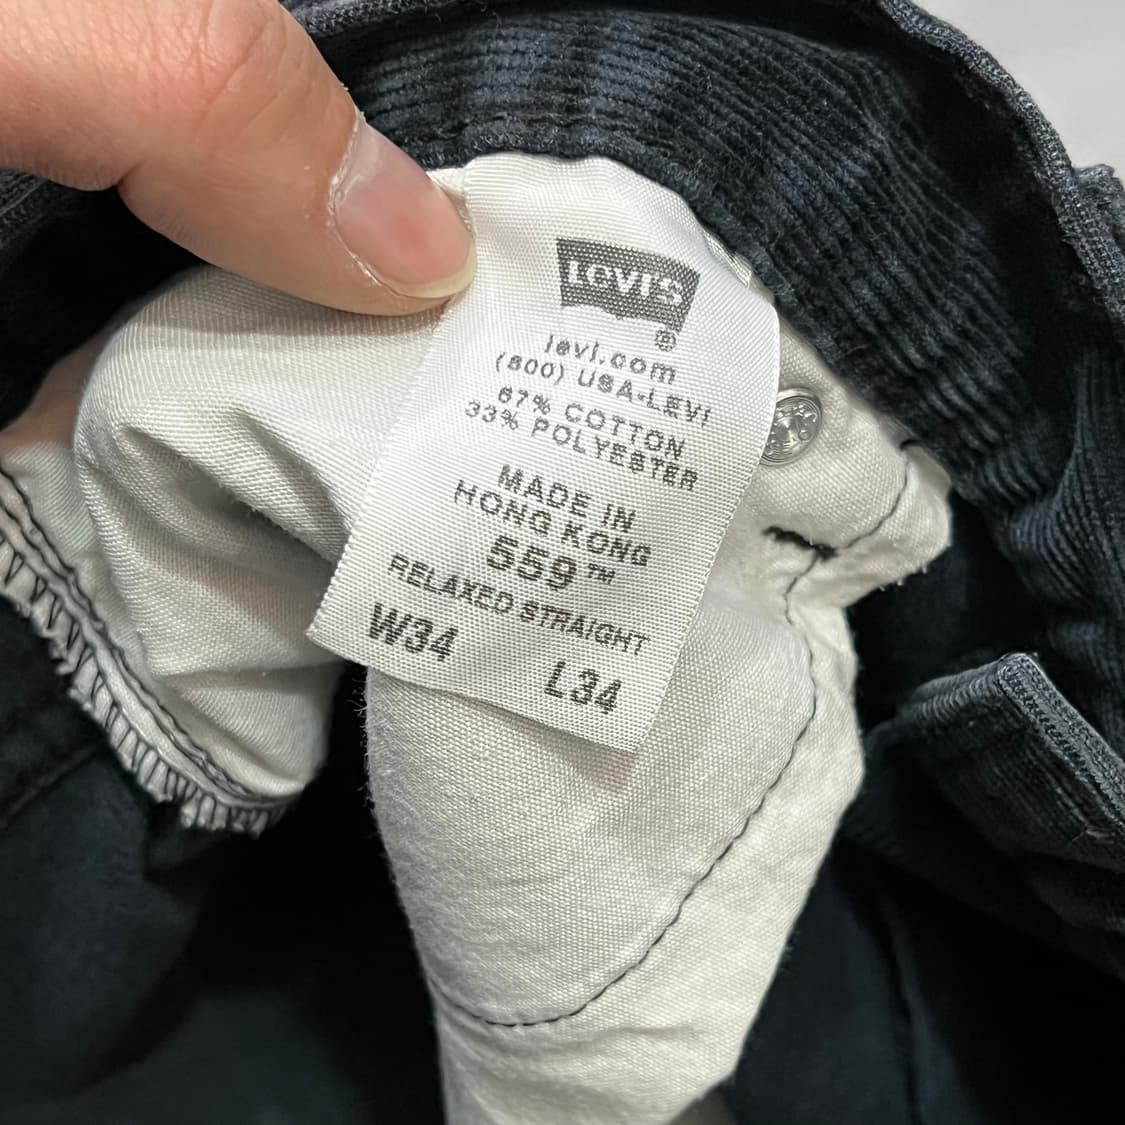 LEVI'S
®
levi.com
(800) USA-LEVI
67% COTTON
33% POLYESTER
MADE IN
HONG KONG
559™
RELAXED STRAIGHT
W34
L34